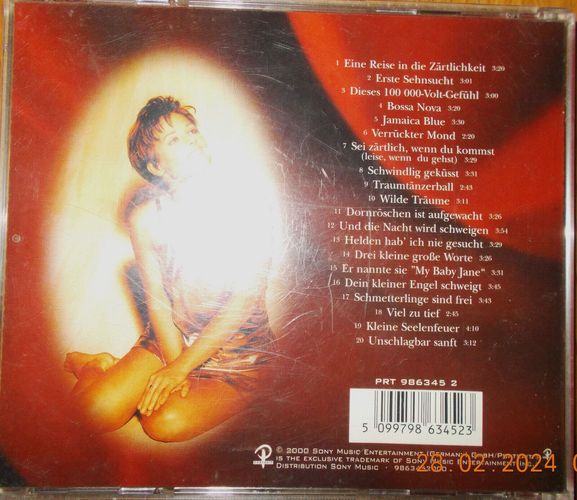 1 Eine Reise in die Zärtlichkeit 3:20
2 Erste Sehnsucht 3:01
3 Dieses 100 000-Volt-Gefühl 3:00
4 Bossa Nova 3:20
5 Jamaica Blue 3:30
6 Verrückter Mond 2:20
7 Sei zärtlich, wenn du kommst
(leise, wenn du gehst) 3:29
8 Schwindlig geküsst 3:31
9 Traumtänzerball 2:43
10 Wilde Träume 3:11
11 Dornröschen ist aufgewacht 3:26
12 Und die Nacht wird schweigen 3:54
13 Helden hab' ich nie gesucht 3:29
14 Drei kleine große Worte 3:26
15 Er nannte sie "My Baby Jane" 3:31
16 Dein kleiner Engel schweigt 3:45
17 Schmetterlinge sind frei 3:43
18 Viel zu tief 2:45
19 Kleine Seelenfeuer 4:10
20 Unschlagbar sanft 3:12
PRT 986345 2
5 099798 634523
© 2000 Sony Music Entertainment (Germany) GmbH
is the exclusive trademark of Sony Music Entertainment Inc.
Distribution Sony Music · 9863452000
26.02.2024